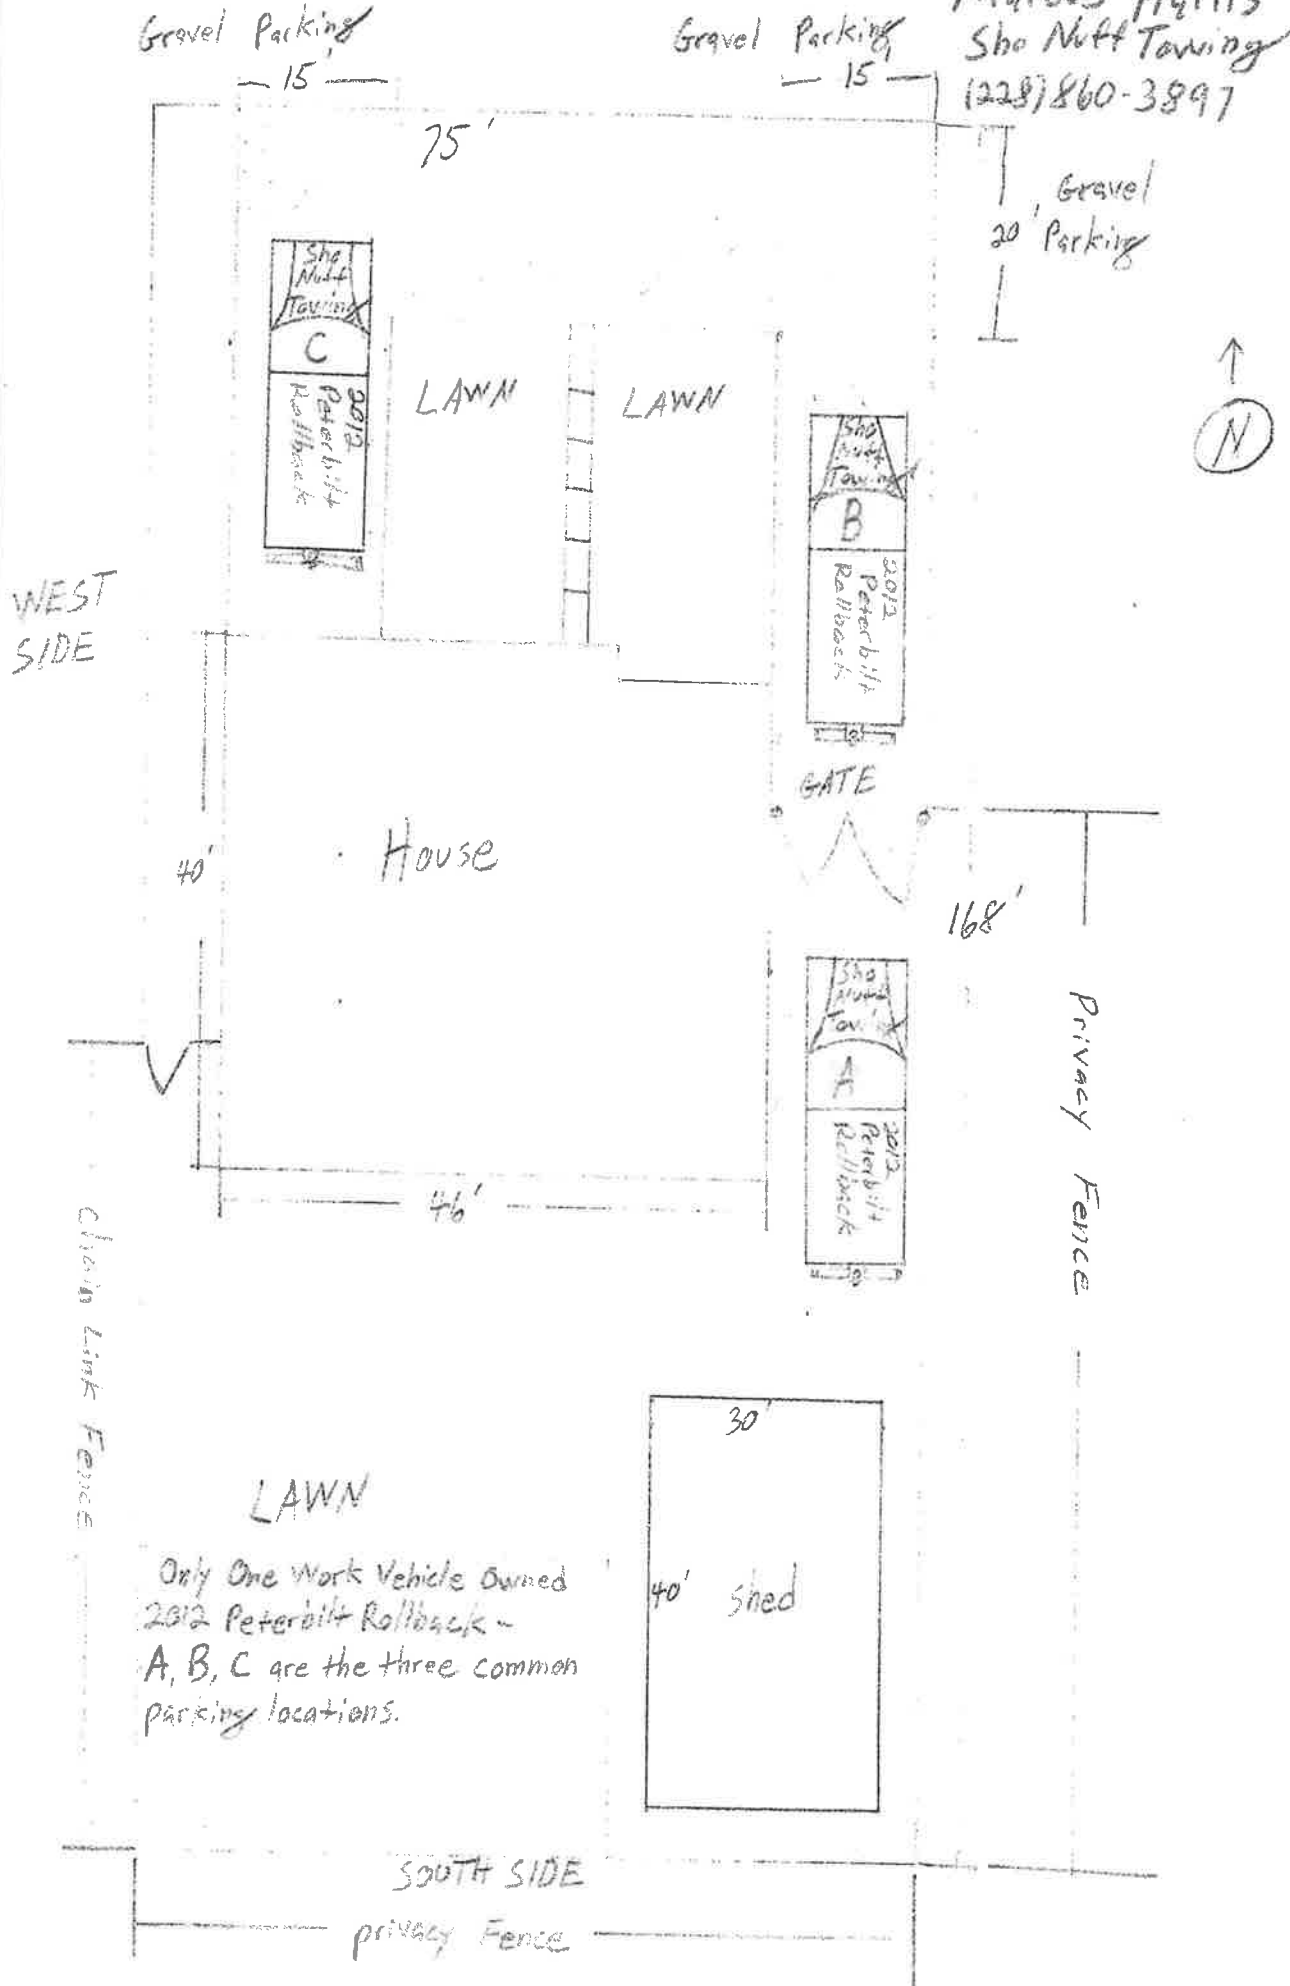 Gravel Parking
15'
Gravel Parking
15'
Sho Nuff Towing
(228) 860-3897
75'
Gravel
20' Parking
Sho
Nuff
Towing
C
2012
Peterbilt
Rollback
LAWN
LAWN
N
Sho
Nuff
Towing
B
2012
Peterbilt
Rollback
WEST
SIDE
GATE
House
40'
168'
Sho
Nuff
Towing
A
2012
Peterbilt
Rollback
Privacy Fence
46'
Chain Link Fence
30'
40' Shed
LAWN
Only One Work Vehicle Owned
2012 Peterbilt Rollback -
A, B, C are the three common
parking locations.
SOUTH SIDE
privacy Fence